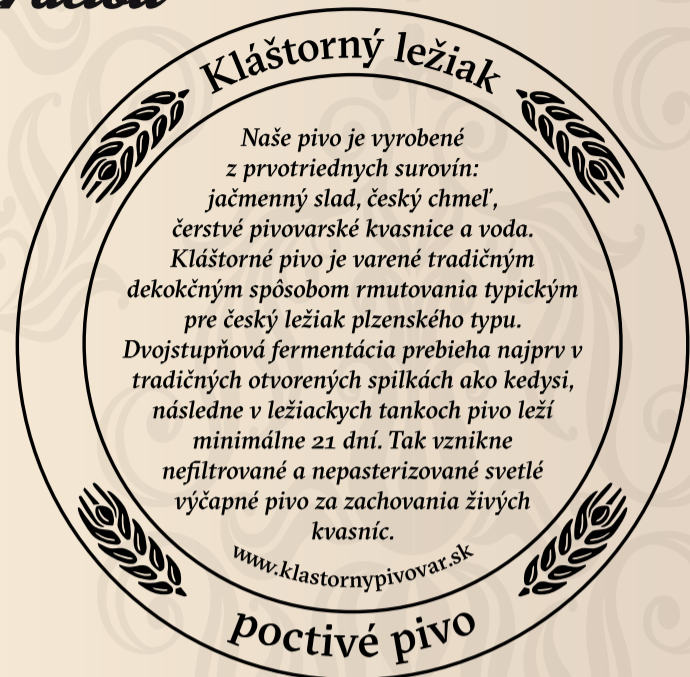 Kláštorný ležiak
Naše pivo je vyrobené
z prvotriednych surovín:
jačmenný slad, český chmeľ,
čerstvé pivovarské kvasnice a voda.
Kláštorné pivo je varené tradičným
dekokčným spôsobom rmutovania typickým
pre český ležiak plzenského typu.
Dvojstupňová fermentácia prebieha najprv v
tradičných otvorených spilkách ako kedysi,
následne v ležiackych tankoch pivo leží
minimálne 21 dní. Tak vznikne
nefiltrované a nepasterizované svetlé
výčapné pivo za zachovania živých
kvasníc.
www.klastornypivovar.sk
poctivé pivo